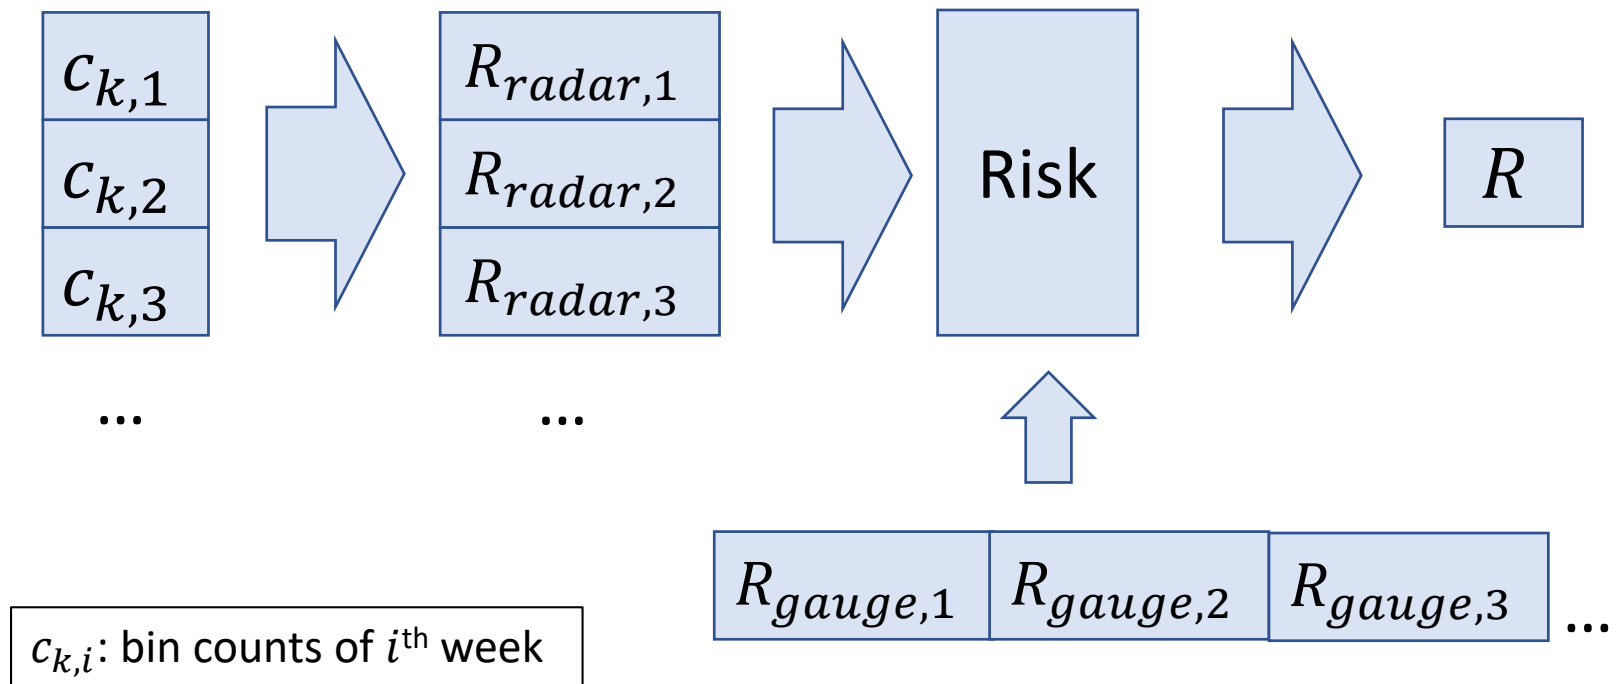 c_{k,1}
c_{k,2}
c_{k,3}
...
R_{radar,1}
R_{radar,2}
R_{radar,3}
...
Risk
R
R_{gauge,1} R_{gauge,2} R_{gauge,3} ...
c_{k,i}: bin counts of i^{th} week